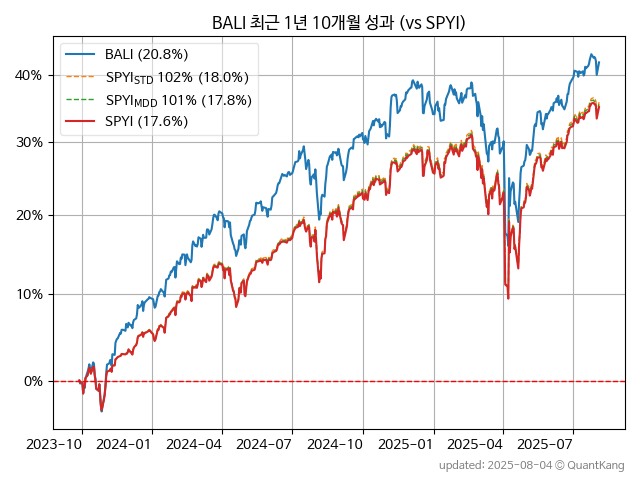 BALI 최근 1년 10개월 성과 (vs SPYI)
BALI (20.8%)
SPYI_STD 102% (18.0%)
SPYI_MDD 101% (17.8%)
SPYI (17.6%)
40%
30%
20%
10%
0%
2023-10 2024-01 2024-04 2024-07 2024-10 2025-01 2025-04 2025-07
updated: 2025-08-04 © QuantKang